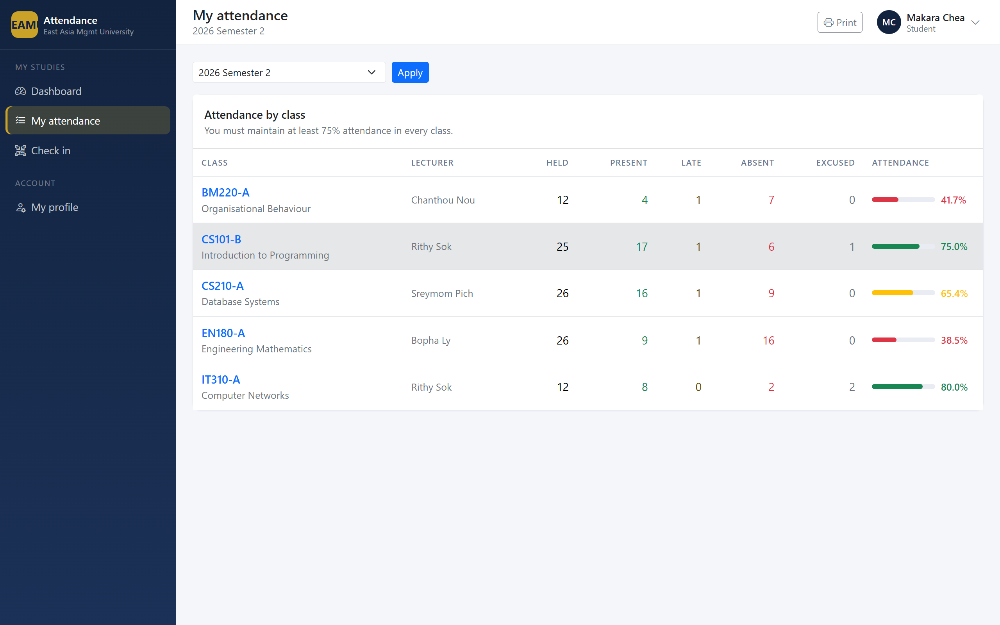 EAMU
Attendance
East Asia Mgmt University
MY STUDIES
Dashboard
My attendance
Check in
ACCOUNT
My profile
My attendance
2026 Semester 2
Print
MC
Makara Chea
Student
2026 Semester 2
Apply
Attendance by class
You must maintain at least 75% attendance in every class.
CLASS LECTURER HELD PRESENT LATE ABSENT EXCUSED ATTENDANCE
BM220-A
Organisational Behaviour
Chanthou Nou 12 4 1 7 0 41.7%
CS101-B
Introduction to Programming
Rithy Sok 25 17 1 6 1 75.0%
CS210-A
Database Systems
Sreymom Pich 26 16 1 9 0 65.4%
EN180-A
Engineering Mathematics
Bopha Ly 26 9 1 16 0 38.5%
IT310-A
Computer Networks
Rithy Sok 12 8 0 2 2 80.0%